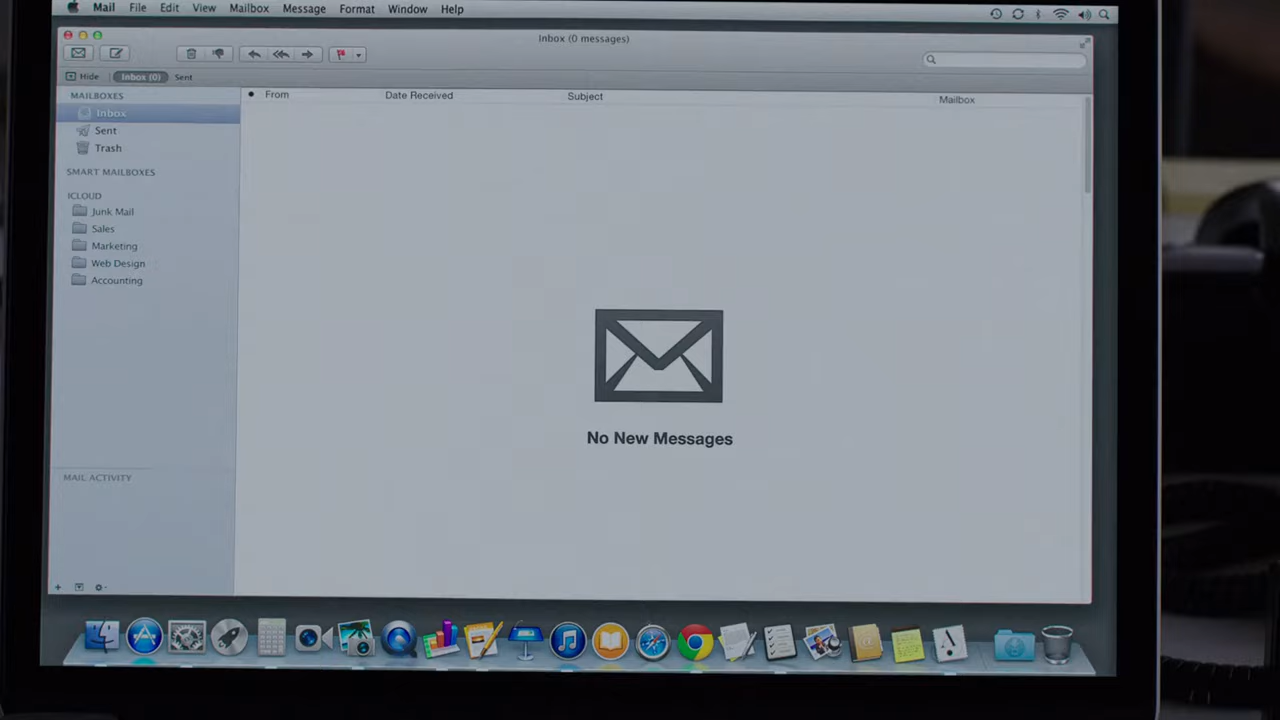 Mail File Edit View Mailbox Message Format Window Help
Inbox (0 messages)
Hide Inbox (0) Sent
MAILBOXES
Inbox
Sent
Trash
SMART MAILBOXES
ICLOUD
Junk Mail
Sales
Marketing
Web Design
Accounting
MAIL ACTIVITY
From Date Received Subject Mailbox
No New Messages